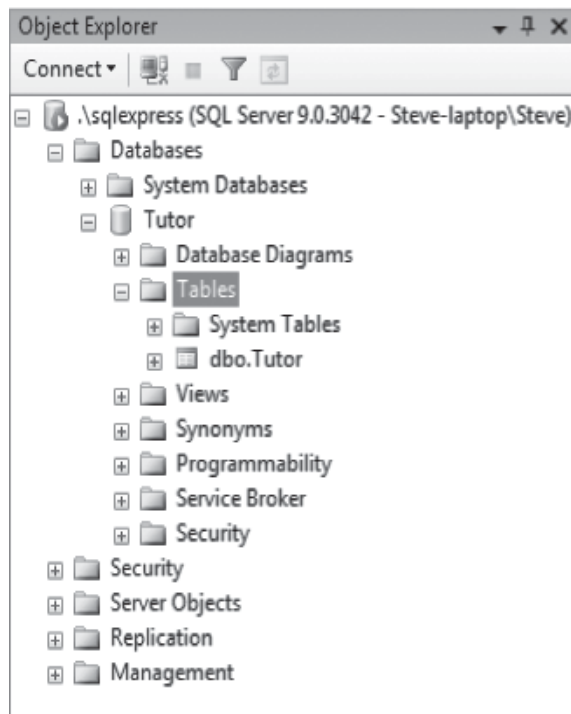 Object Explorer
Connect
.\sqlexpress (SQL Server 9.0.3042 - Steve-laptop\Steve)
Databases
System Databases
Tutor
Database Diagrams
Tables
System Tables
dbo.Tutor
Views
Synonyms
Programmability
Service Broker
Security
Security
Server Objects
Replication
Management